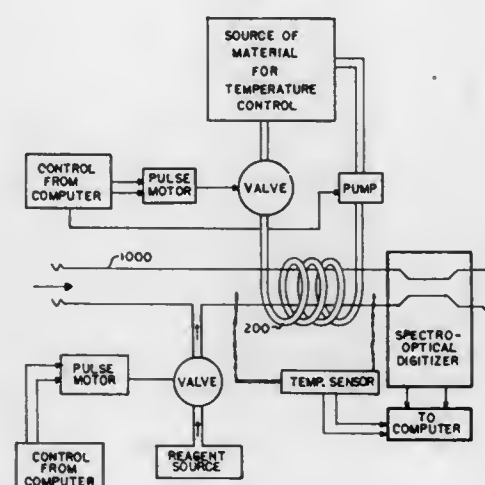 SOURCE OF
MATERIAL
FOR
TEMPERATURE
CONTROL
CONTROL
FROM
COMPUTER
PULSE
MOTOR
VALVE
PUMP
1000
200
SPECTRO-
OPTICAL
DIGITIZER
PULSE
MOTOR
VALVE
TEMP. SENSOR
TO
COMPUTER
CONTROL
FROM
COMPUTER
REAGENT
SOURCE